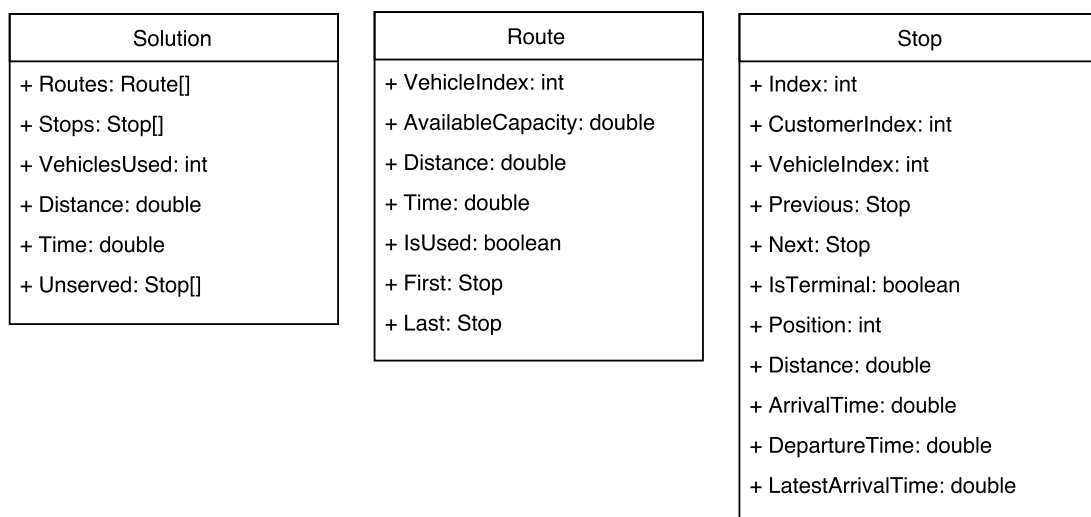 Solution
+ Routes: Route[]
+ Stops: Stop[]
+ VehiclesUsed: int
+ Distance: double
+ Time: double
+ Unserved: Stop[]
Route
+ VehicleIndex: int
+ AvailableCapacity: double
+ Distance: double
+ Time: double
+ IsUsed: boolean
+ First: Stop
+ Last: Stop
Stop
+ Index: int
+ CustomerIndex: int
+ VehicleIndex: int
+ Previous: Stop
+ Next: Stop
+ IsTerminal: boolean
+ Position: int
+ Distance: double
+ ArrivalTime: double
+ DepartureTime: double
+ LatestArrivalTime: double